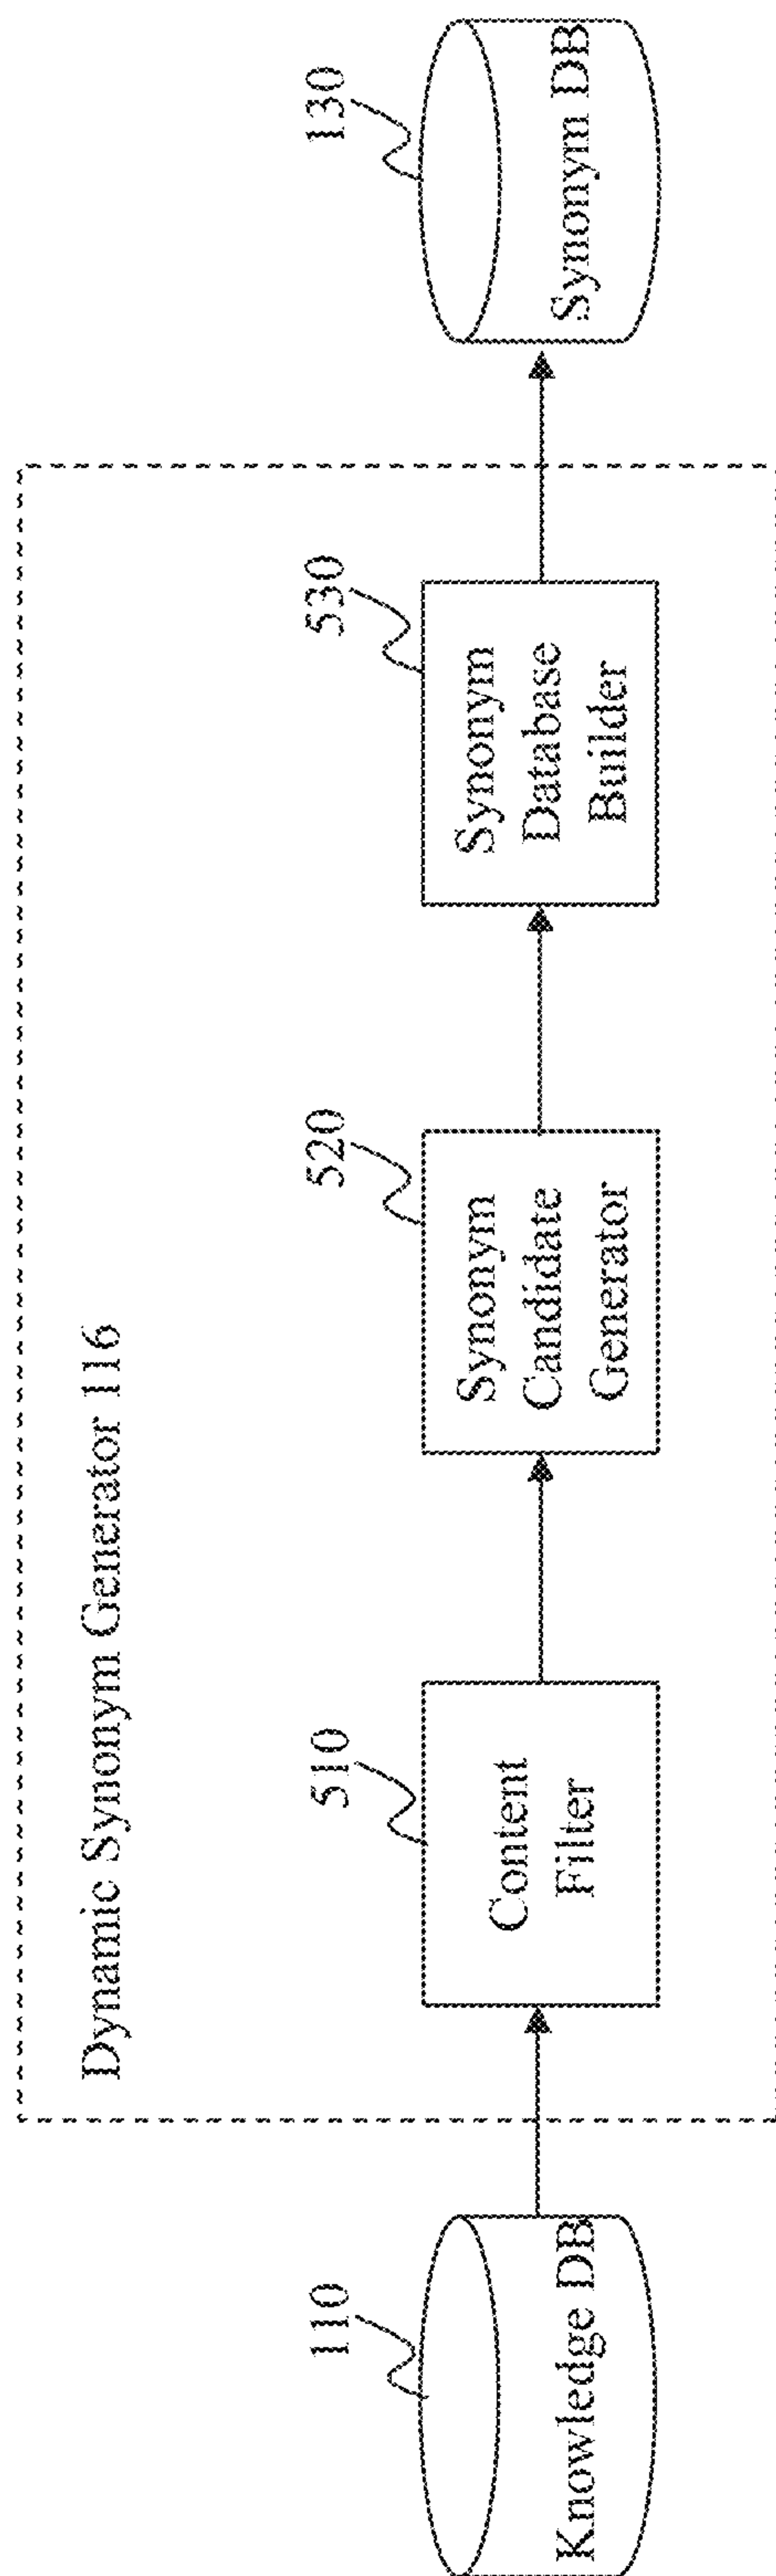 Dynamic Synonym Generator 116
110
Knowledge DB
510
Content
Filter
520
Synonym
Candidate
Generator
530
Synonym
Database
Builder
130
Synonym DB